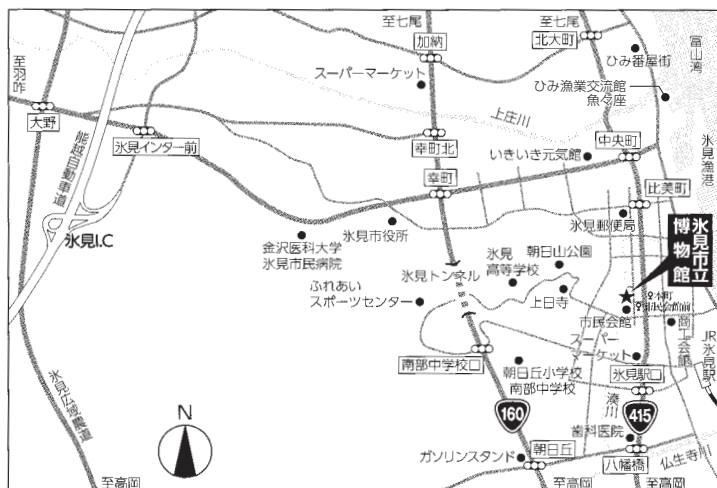 至七尾
至七尾
加納
北大町
ひみ番屋街
富山湾
至羽咋
スーパーマーケット
ひみ漁業交流館
魚々座
上庄川
大野
能越自動車道
氷見インター前
幸町北
中央町
氷見漁港
いきいき元気館
幸町
比美町
氷見郵便局
氷見市立
博物館
氷見I.C
金沢医科大学
氷見市民病院
氷見市役所
氷見トンネル
氷見
高等学校
朝日山公園
ふれあい
スポーツセンター
上日寺
本町
市民会館前
市民会館
商工会館
スーパー
マーケット
JR氷見駅
南部中学校口
朝日丘小学校
南部中学校
氷見駅口
氷見広域農道
N
160
湊川
415
歯科医院
ガソリンスタンド
朝日丘
八幡橋
仏生寺川
至高岡
至高岡
至高岡